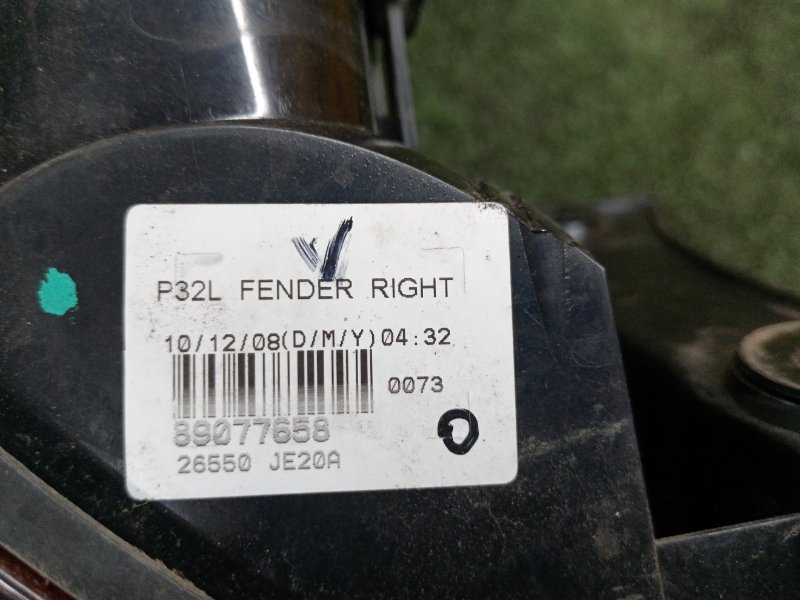 P32L FENDER RIGHT
10/12/08(D/M/Y)04:32
0073
89077658
26550 JE20A